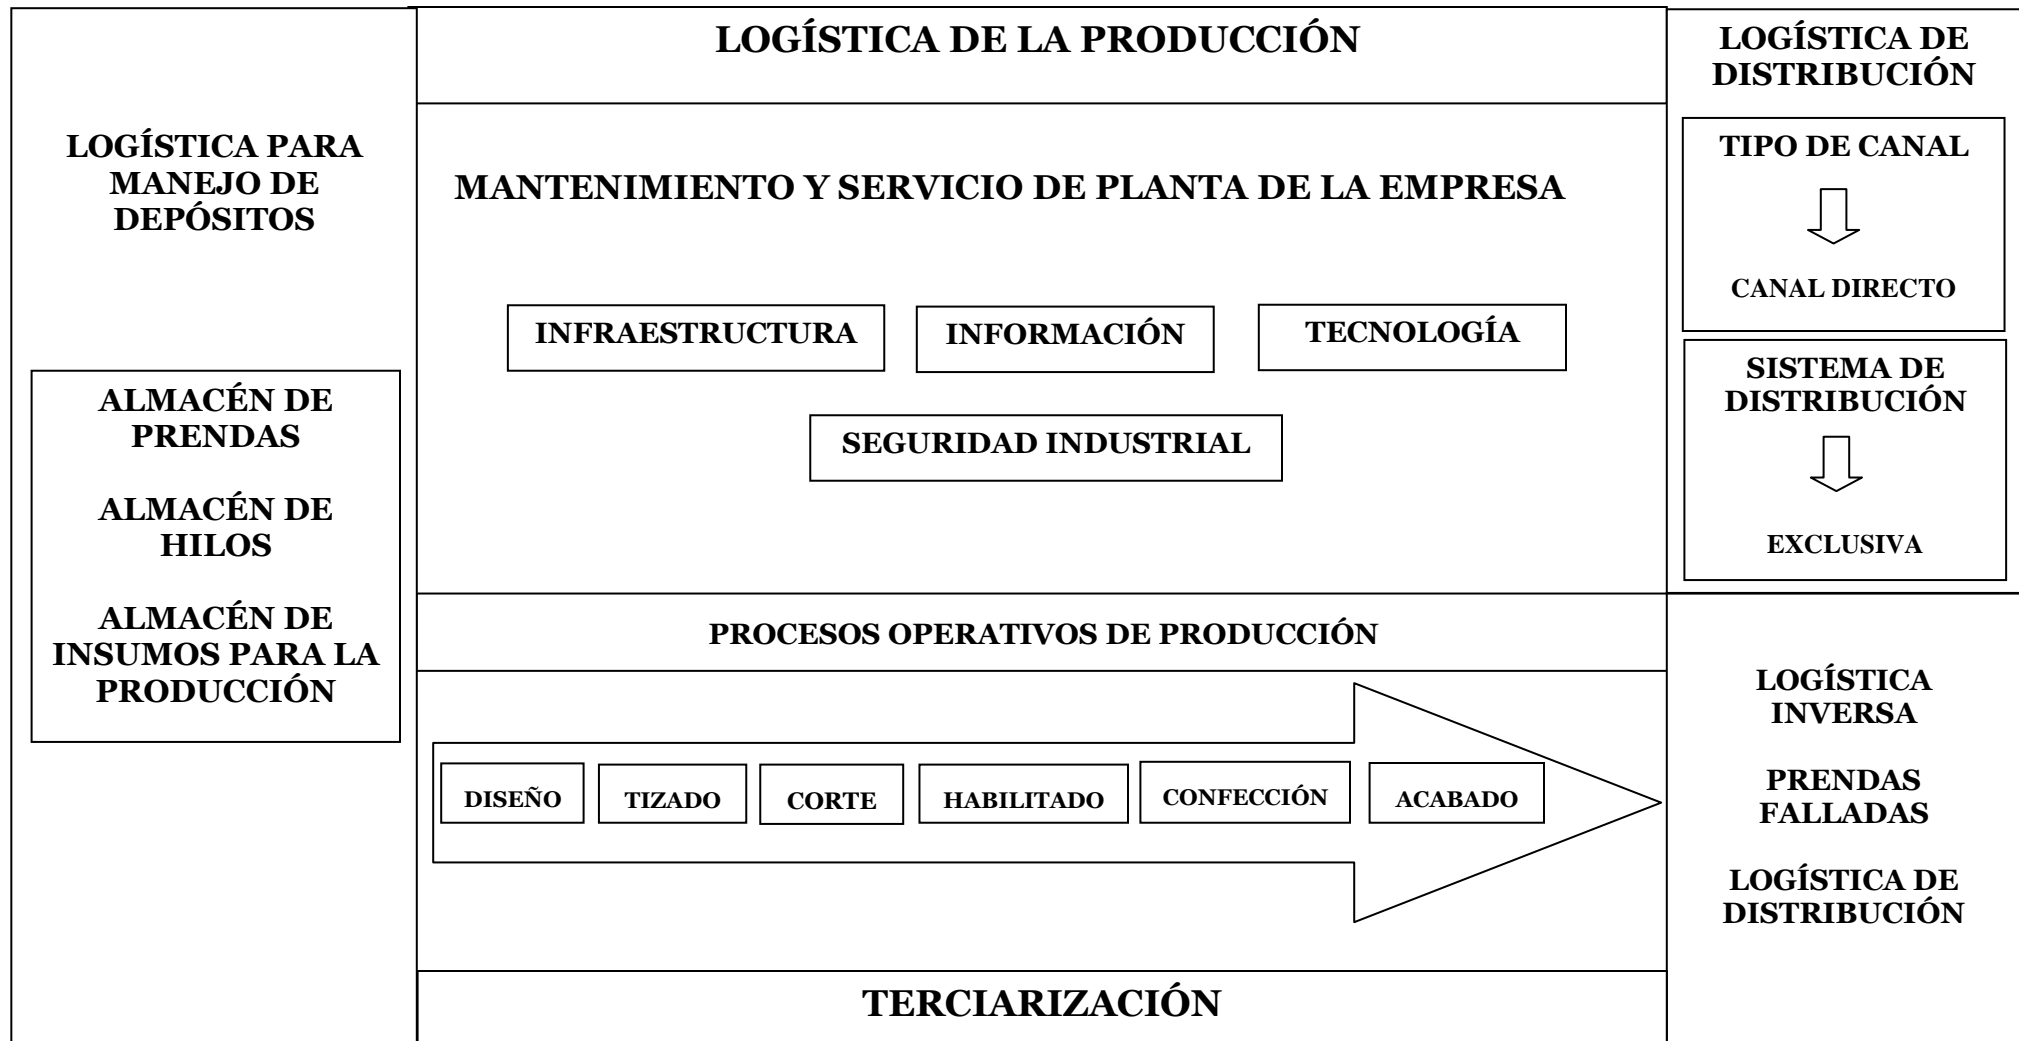 LOGÍSTICA PARA
MANEJO DE
DEPÓSITOS
ALMACÉN DE
PRENDAS
ALMACÉN DE
HILOS
ALMACÉN DE
INSUMOS PARA LA
PRODUCCIÓN
LOGÍSTICA DE LA PRODUCCIÓN
MANTENIMIENTO Y SERVICIO DE PLANTA DE LA EMPRESA
INFRAESTRUCTURA
INFORMACIÓN
TECNOLOGÍA
SEGURIDAD INDUSTRIAL
PROCESOS OPERATIVOS DE PRODUCCIÓN
DISEÑO
TIZADO
CORTE
HABILITADO
CONFECCIÓN
ACABADO
TERCIARIZACIÓN
LOGÍSTICA DE
DISTRIBUCIÓN
TIPO DE CANAL
CANAL DIRECTO
SISTEMA DE
DISTRIBUCIÓN
EXCLUSIVA
LOGÍSTICA
INVERSA
PRENDAS
FALLADAS
LOGÍSTICA DE
DISTRIBUCIÓN